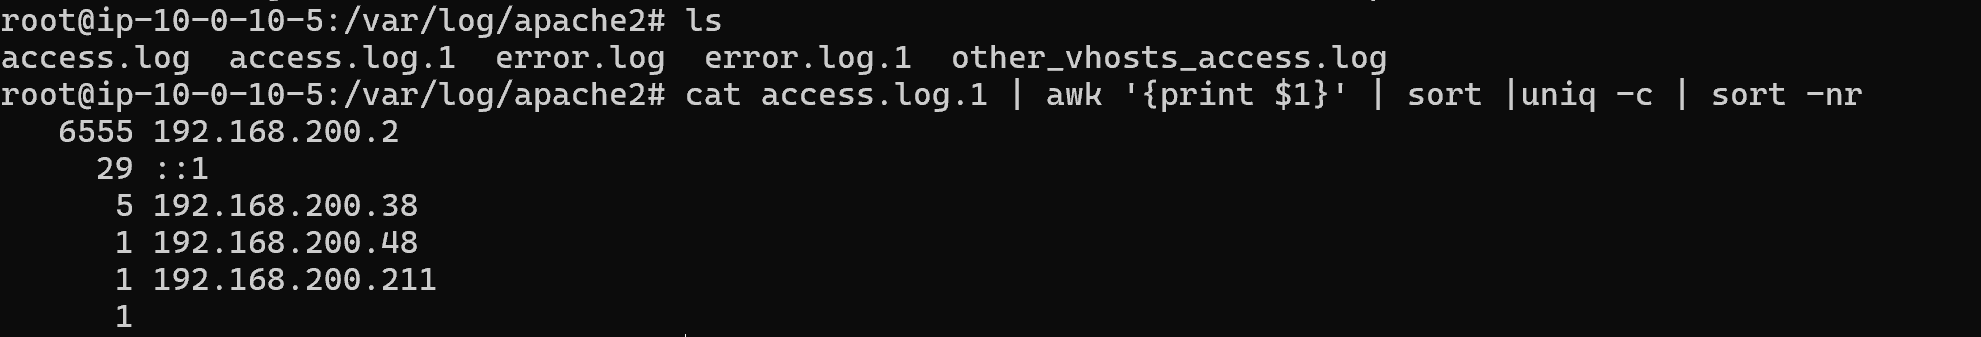 root@ip-10-0-10-5:/var/log/apache2# ls
access.log  access.log.1  error.log  error.log.1  other_vhosts_access.log
root@ip-10-0-10-5:/var/log/apache2# cat access.log.1 | awk '{print $1}' | sort |uniq -c | sort -nr
   6555 192.168.200.2
     29 ::1
      5 192.168.200.38
      1 192.168.200.48
      1 192.168.200.211
      1